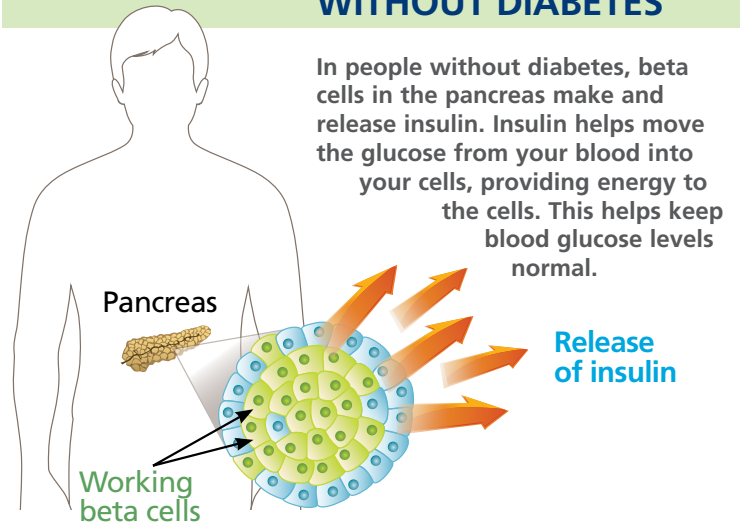 WITHOUT DIABETES
In people without diabetes, beta
cells in the pancreas make and
release insulin. Insulin helps move
the glucose from your blood into
your cells, providing energy to
the cells. This helps keep
blood glucose levels
normal.
Pancreas
Release
of insulin
Working
beta cells